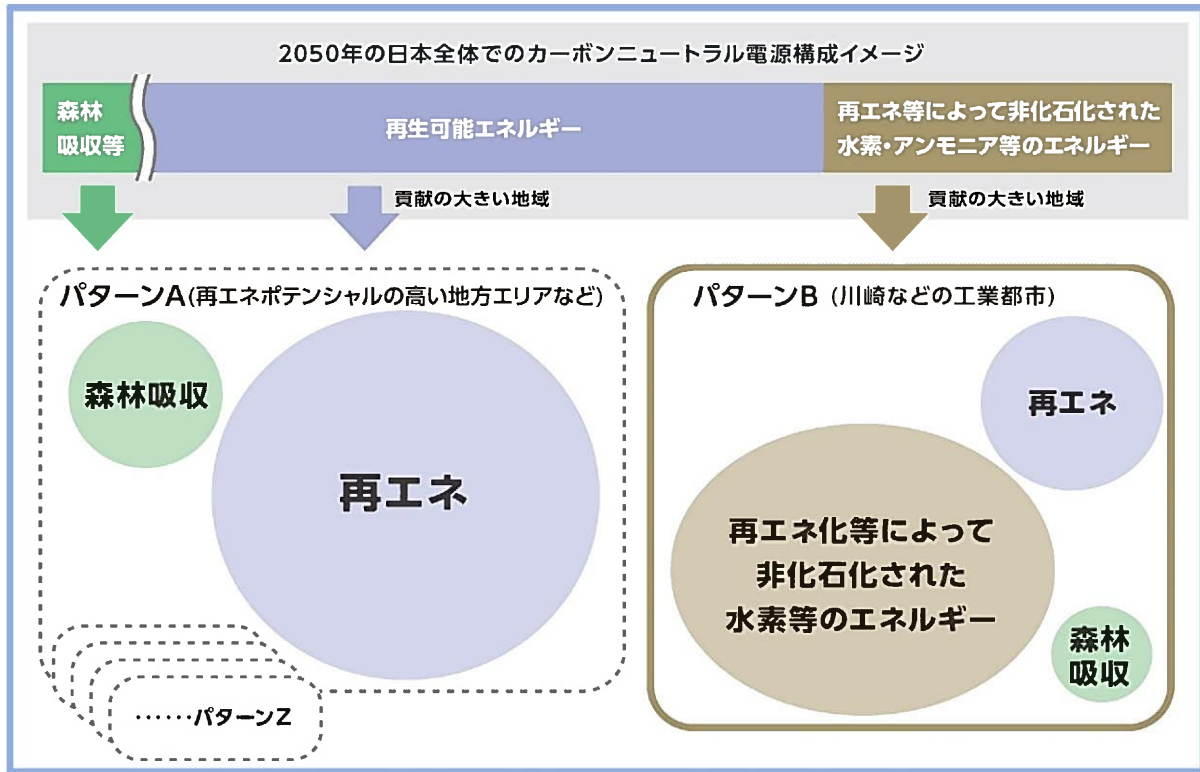 2050年の日本全体でのカーボンニュートラル電源構成イメージ
森林
吸収等
再生可能エネルギー
再エネ等によって非化石化された
水素・アンモニア等のエネルギー
貢献の大きい地域
貢献の大きい地域
パターンA(再エネポテンシャルの高い地方エリアなど)
森林吸収
再エネ
……パターンZ
パターンB (川崎などの工業都市)
再エネ
再エネ化等によって
非化石化された
水素等のエネルギー
森林
吸収